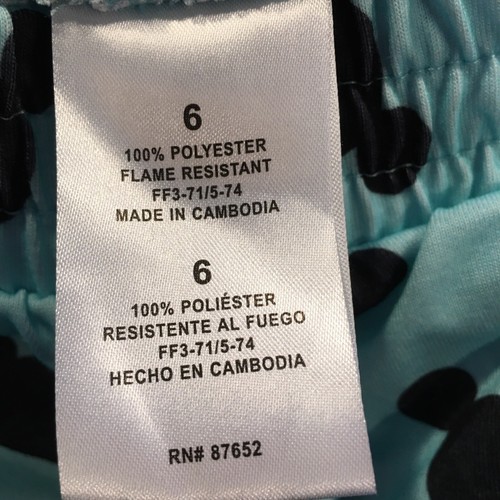 6
100% POLYESTER
FLAME RESISTANT
FF3-71/5-74
MADE IN CAMBODIA
6
100% POLIÉSTER
RESISTENTE AL FUEGO
FF3-71/5-74
HECHO EN CAMBODIA
RN# 87652